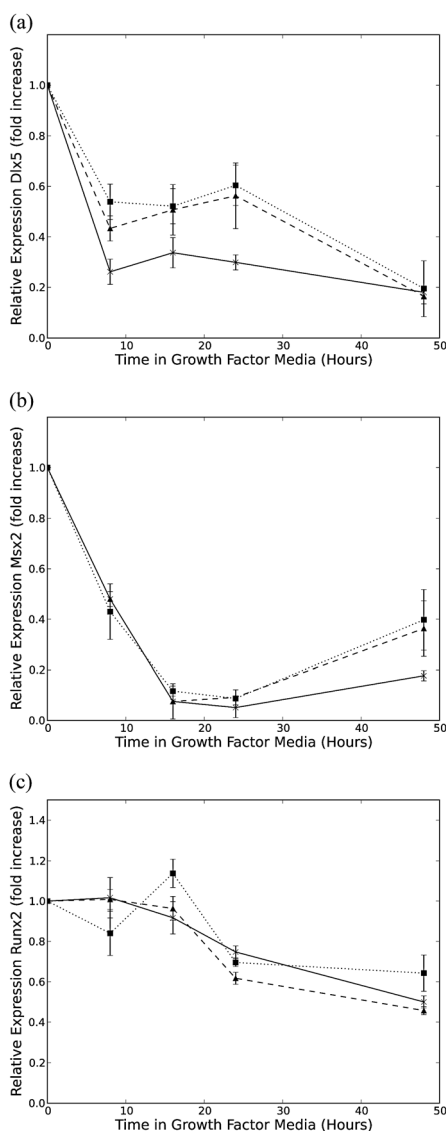 (a)
Relative Expression Dlx5 (fold increase)
1.0
0.8
0.6
0.4
0.2
0.0
0 10 20 30 40 50
Time in Growth Factor Media (Hours)
(b)
Relative Expression Msx2 (fold increase)
1.0
0.8
0.6
0.4
0.2
0.0
0 10 20 30 40 50
Time in Growth Factor Media (Hours)
(c)
Relative Expression Runx2 (fold increase)
1.4
1.2
1.0
0.8
0.6
0.4
0.2
0.0
0 10 20 30 40 50
Time in Growth Factor Media (Hours)